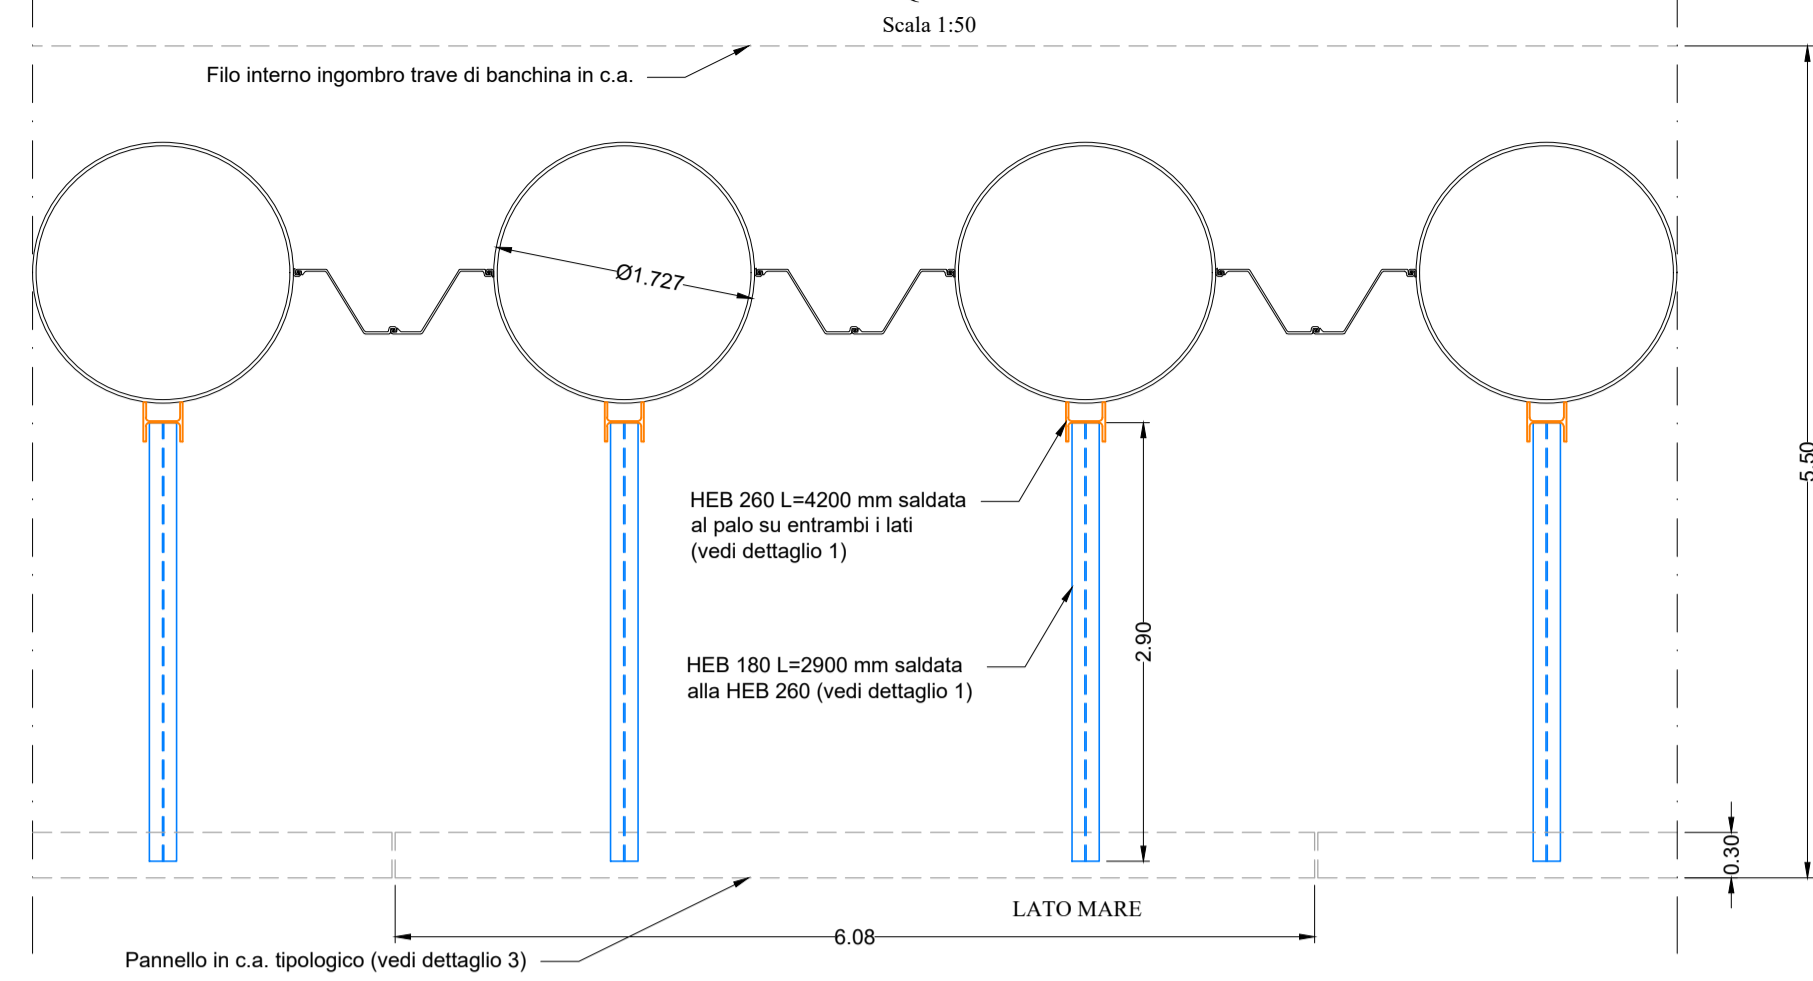 Scala 1:50
Filo interno ingombro trave di banchina in c.a.
Ø1.727
5.50
HEB 260 L=4200 mm saldata
al palo su entrambi i lati
(vedi dettaglio 1)
2.90
HEB 180 L=2900 mm saldata
alla HEB 260 (vedi dettaglio 1)
0.30
LATO MARE
6.08
Pannello in c.a. tipologico (vedi dettaglio 3)